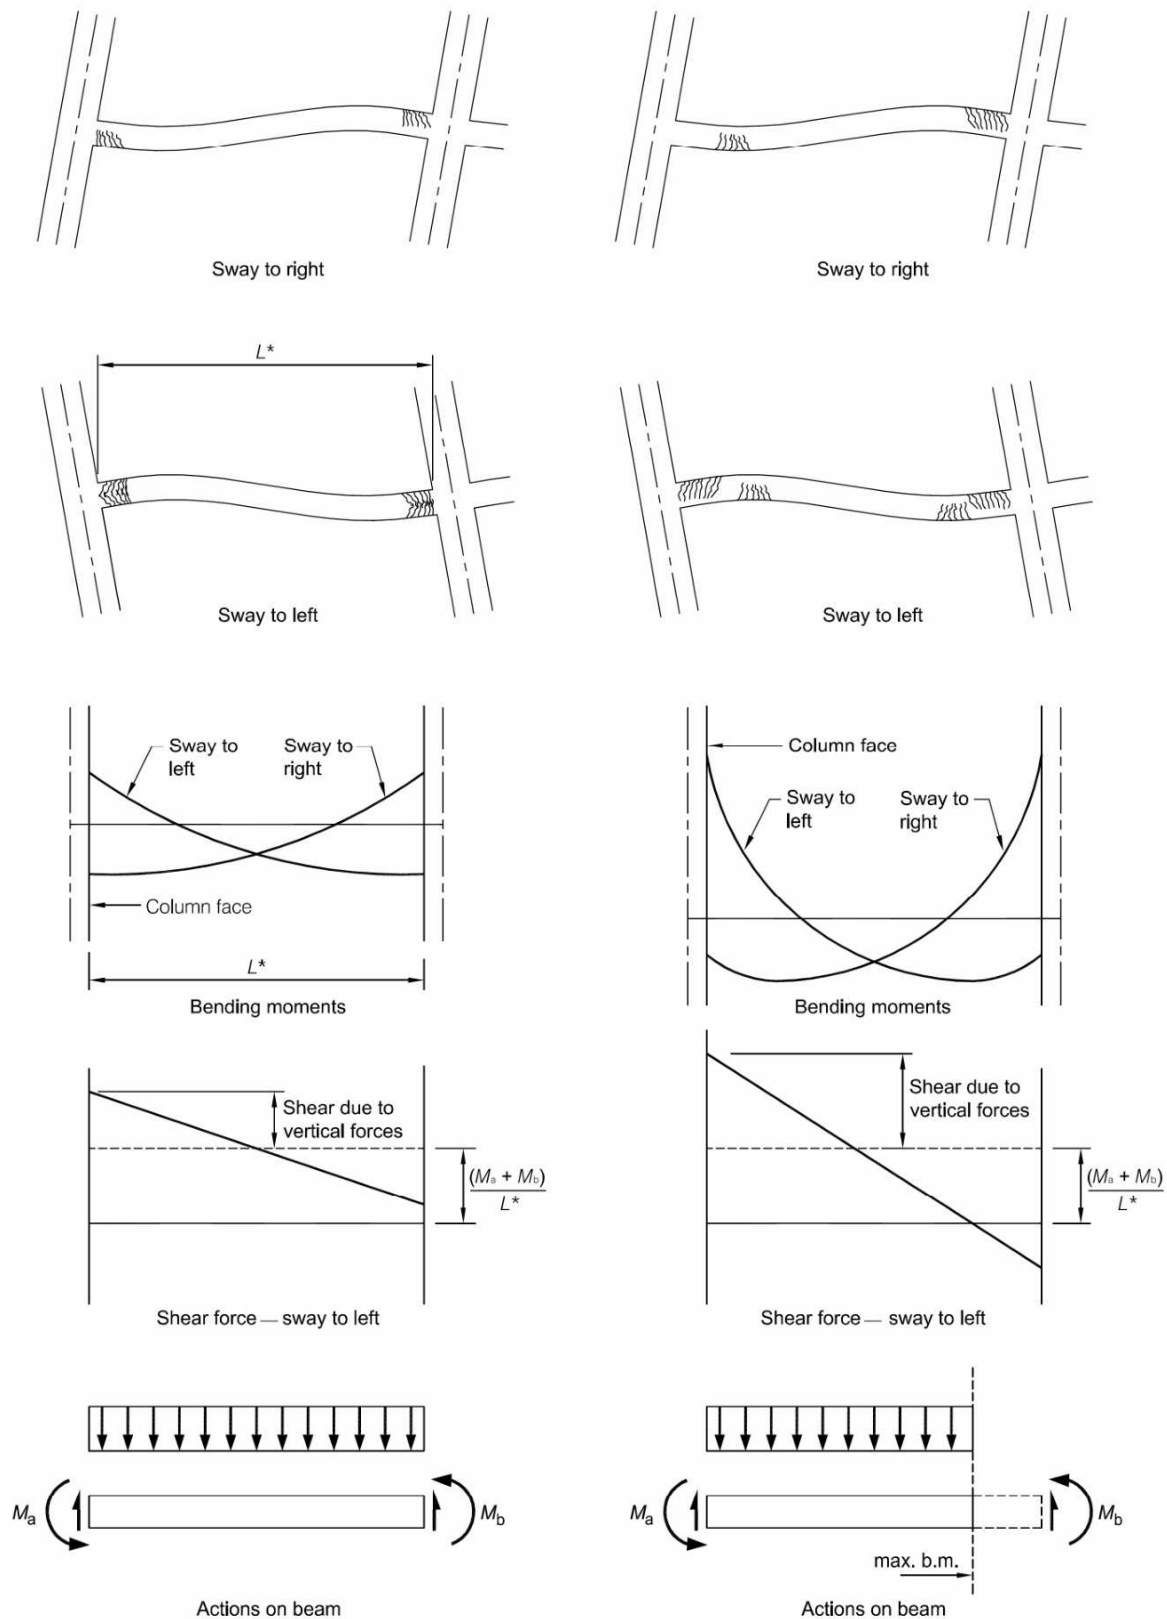 Sway to right
Sway to right
L*
Sway to left
Sway to left
Sway to
left
Sway to
right
Column face
L*
Bending moments
Column face
Sway to
left
Sway to
right
Bending moments
Shear due to
vertical forces
(Ma + Mb)
L*
Shear force — sway to left
Shear due to
vertical forces
(Ma + Mb)
L*
Shear force — sway to left
Ma
Mb
Actions on beam
Ma
Mb
max. b.m.
Actions on beam